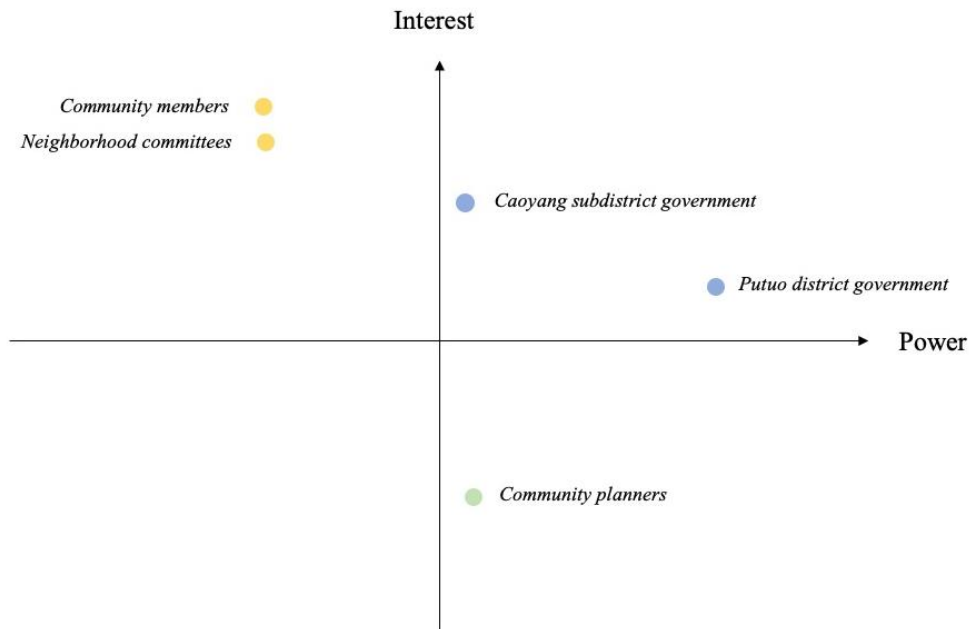 Interest
Community members
Neighborhood committees
Caoyang subdistrict government
Putuo district government
Power
Community planners